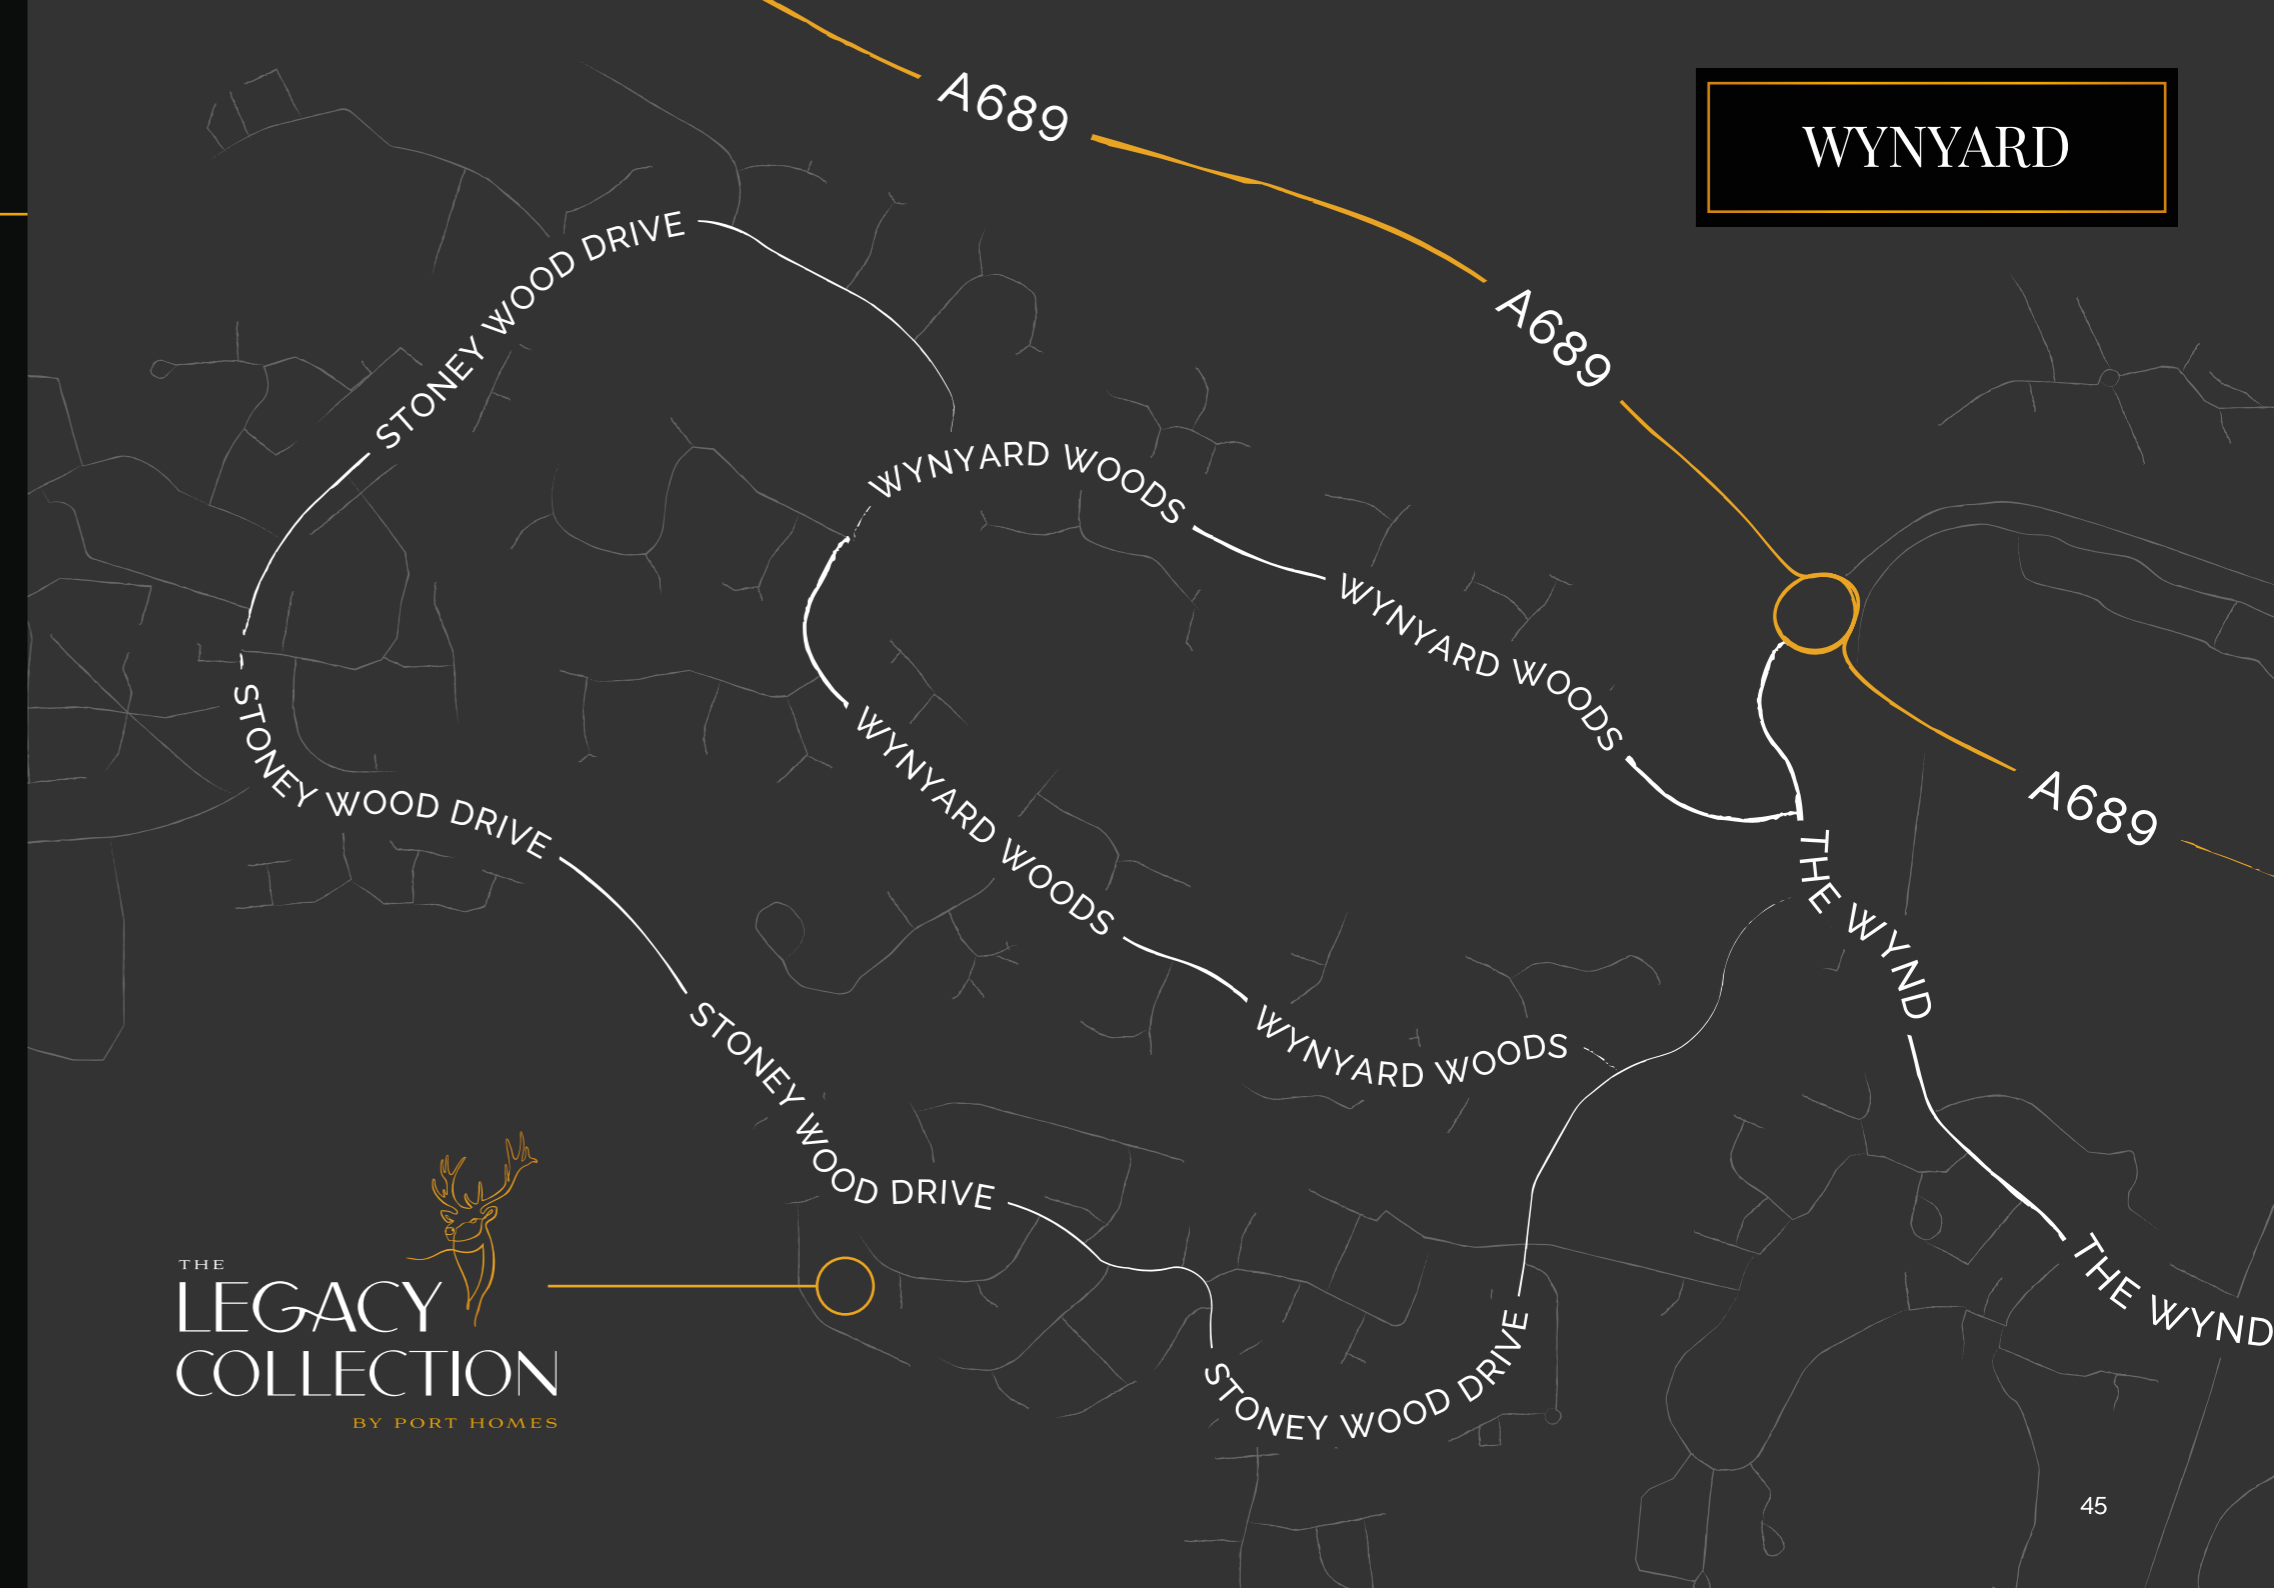 A689
WYNYARD
STONEY WOOD DRIVE
A689
WYNYARD WOODS
WYNYARD WOODS
STONEY WOOD DRIVE
WYNYARD WOODS
A689
THE WYND
STONEY WOOD DRIVE
WYNYARD WOODS
THE WYND
THE
LEGACY
COLLECTION
BY PORT HOMES
STONEY WOOD DRIVE
45